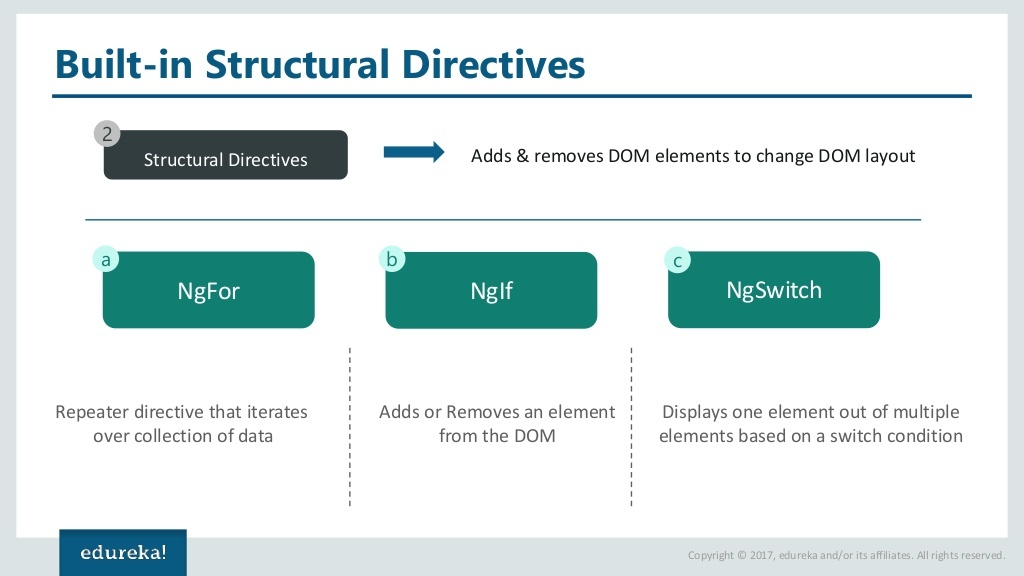 Built-in Structural Directives
2
Structural Directives
Adds & removes DOM elements to change DOM layout
a
NgFor
b
NgIf
c
NgSwitch
Repeater directive that iterates
over collection of data
Adds or Removes an element
from the DOM
Displays one element out of multiple
elements based on a switch condition
edureka!
Copyright © 2017, edureka and/or its affiliates. All rights reserved.